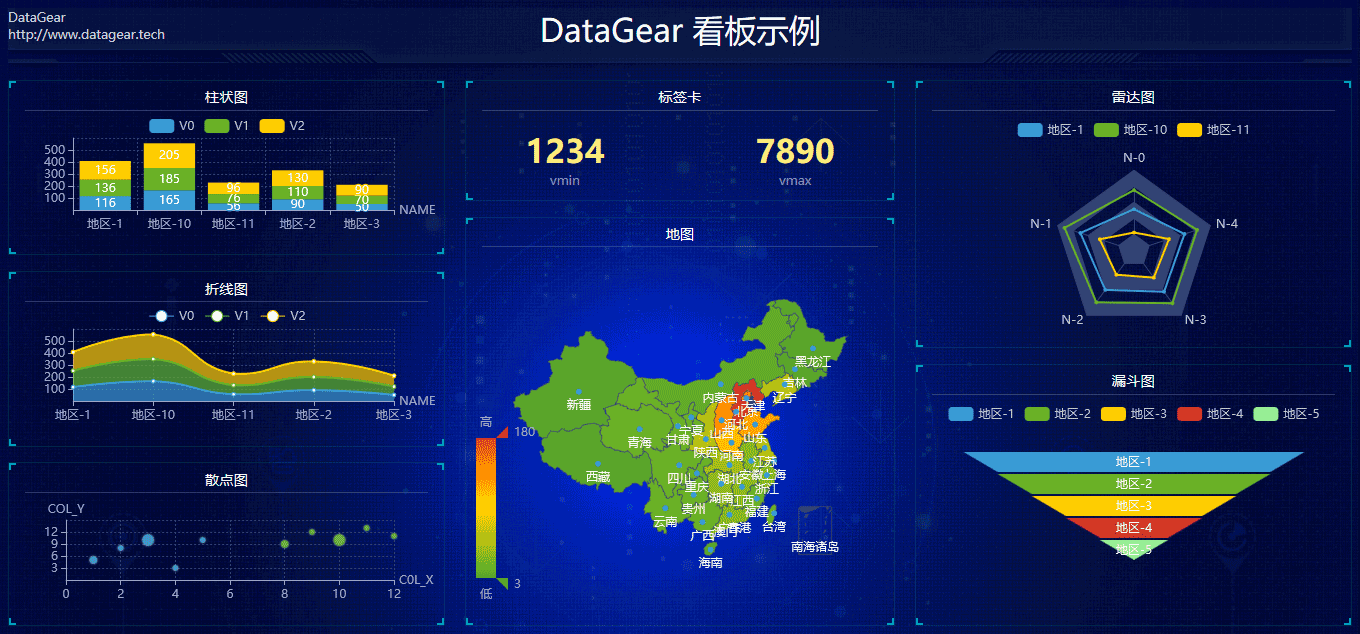 DataGear
http://www.datagear.tech
DataGear 看板示例
柱状图
V0 V1 V2
500
400
300
200
100
156 136 116
205 185 165
96 76 56
130 110 90
90 70 50
NAME
地区-1 地区-10 地区-11 地区-2 地区-3
折线图
V0 V1 V2
500
400
300
200
100
NAME
地区-1 地区-10 地区-11 地区-2 地区-3
散点图
COL_Y
12
9
6
3
COL_X
0 2 4 6 8 10 12
标签卡
1234 7890
vmin vmax
地图
黑龙江
吉林
内蒙古
辽宁
新疆
天津
北京
河北
宁夏
山西
山东
青海
甘肃
陕西
河南
江苏
西藏
四川
湖北
安徽
上海
重庆
浙江
湖南
江西
贵州
福建
云南
台湾
广西
澳门
香港
南海诸岛
海南
高
180
3
低
雷达图
地区-1 地区-10 地区-11
N-0
N-1
N-4
N-2
N-3
漏斗图
地区-1 地区-2 地区-3 地区-4 地区-5
地区-1
地区-2
地区-3
地区-4
地区-5